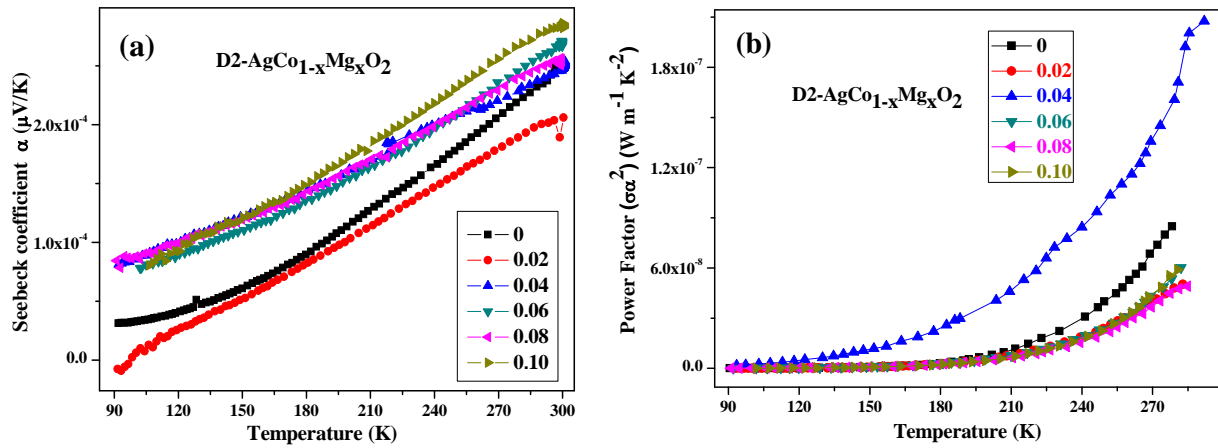 (a)
D2-AgCo1-xMgxO2
Seebeck coefficient α (μV/K)
2.0x10-4
1.0x10-4
0.0
90 120 150 180 210 240 270 300
Temperature (K)
0
0.02
0.04
0.06
0.08
0.10
(b)
D2-AgCo1-xMgxO2
Power Factor (σα2) (W m-1 K-2)
1.8x10-7
1.2x10-7
6.0x10-8
0.0
90 120 150 180 210 240 270
Temperature (K)
0
0.02
0.04
0.06
0.08
0.10